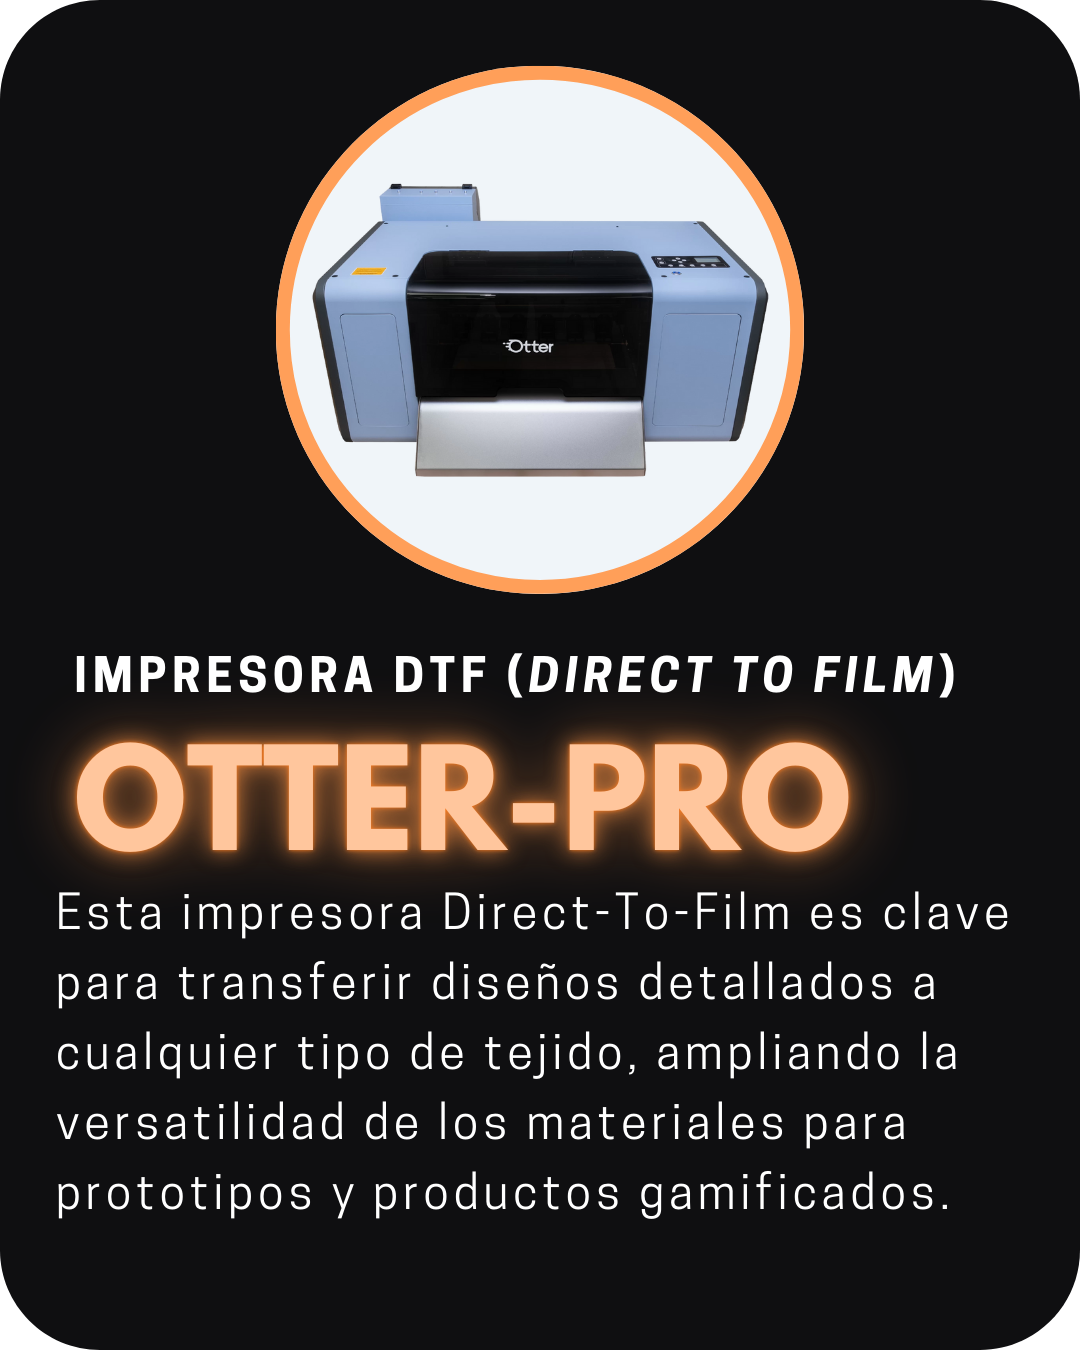 Otter
IMPRESORA DTF (DIRECT TO FILM)
OTTER-PRO
Esta impresora Direct-To-Film es clave
para transferir diseños detallados a
cualquier tipo de tejido, ampliando la
versatilidad de los materiales para
prototipos y productos gamificados.